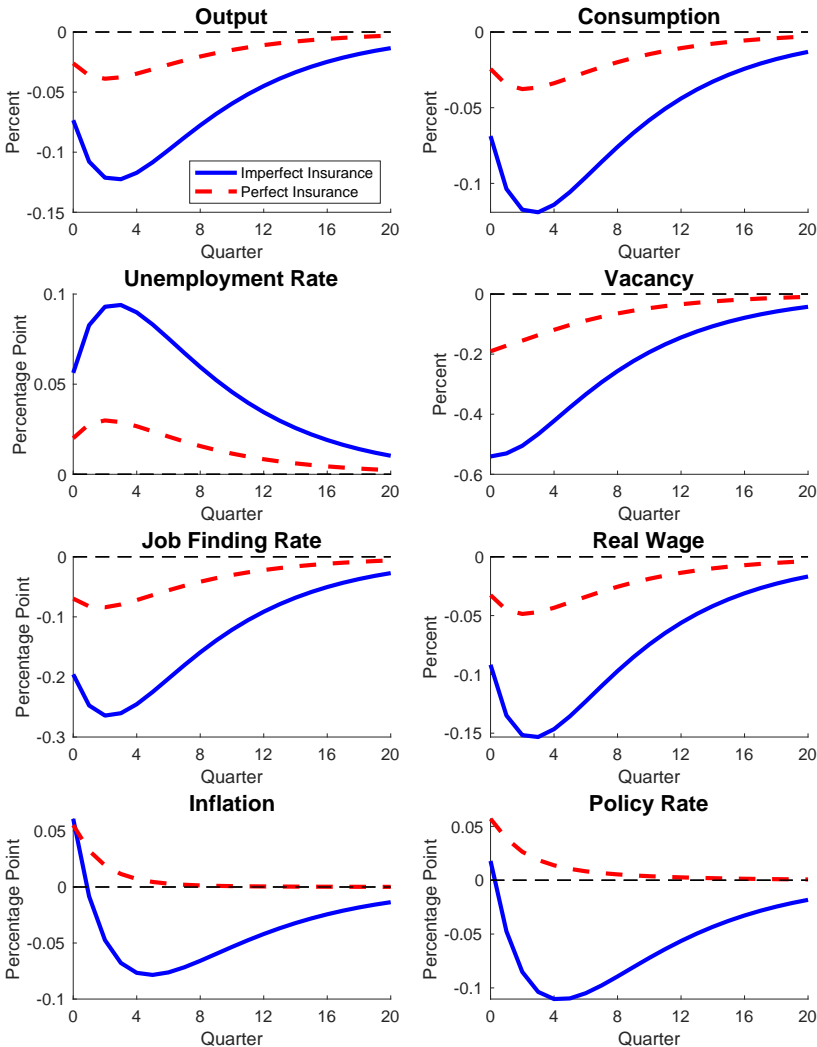 Output
Percent
0
-0.05
-0.1
-0.15
Imperfect Insurance
Perfect Insurance
0 4 8 12 16 20
Quarter
Consumption
Percent
0
-0.05
-0.1
0 4 8 12 16 20
Quarter
Unemployment Rate
Percentage Point
0.1
0.05
0
0 4 8 12 16 20
Quarter
Vacancy
Percent
0
-0.2
-0.4
-0.6
0 4 8 12 16 20
Quarter
Job Finding Rate
Percentage Point
0
-0.1
-0.2
-0.3
0 4 8 12 16 20
Quarter
Real Wage
Percent
0
-0.05
-0.1
-0.15
0 4 8 12 16 20
Quarter
Inflation
Percentage Point
0.05
0
-0.05
-0.1
0 4 8 12 16 20
Quarter
Policy Rate
Percentage Point
0.05
0
-0.05
-0.1
0 4 8 12 16 20
Quarter